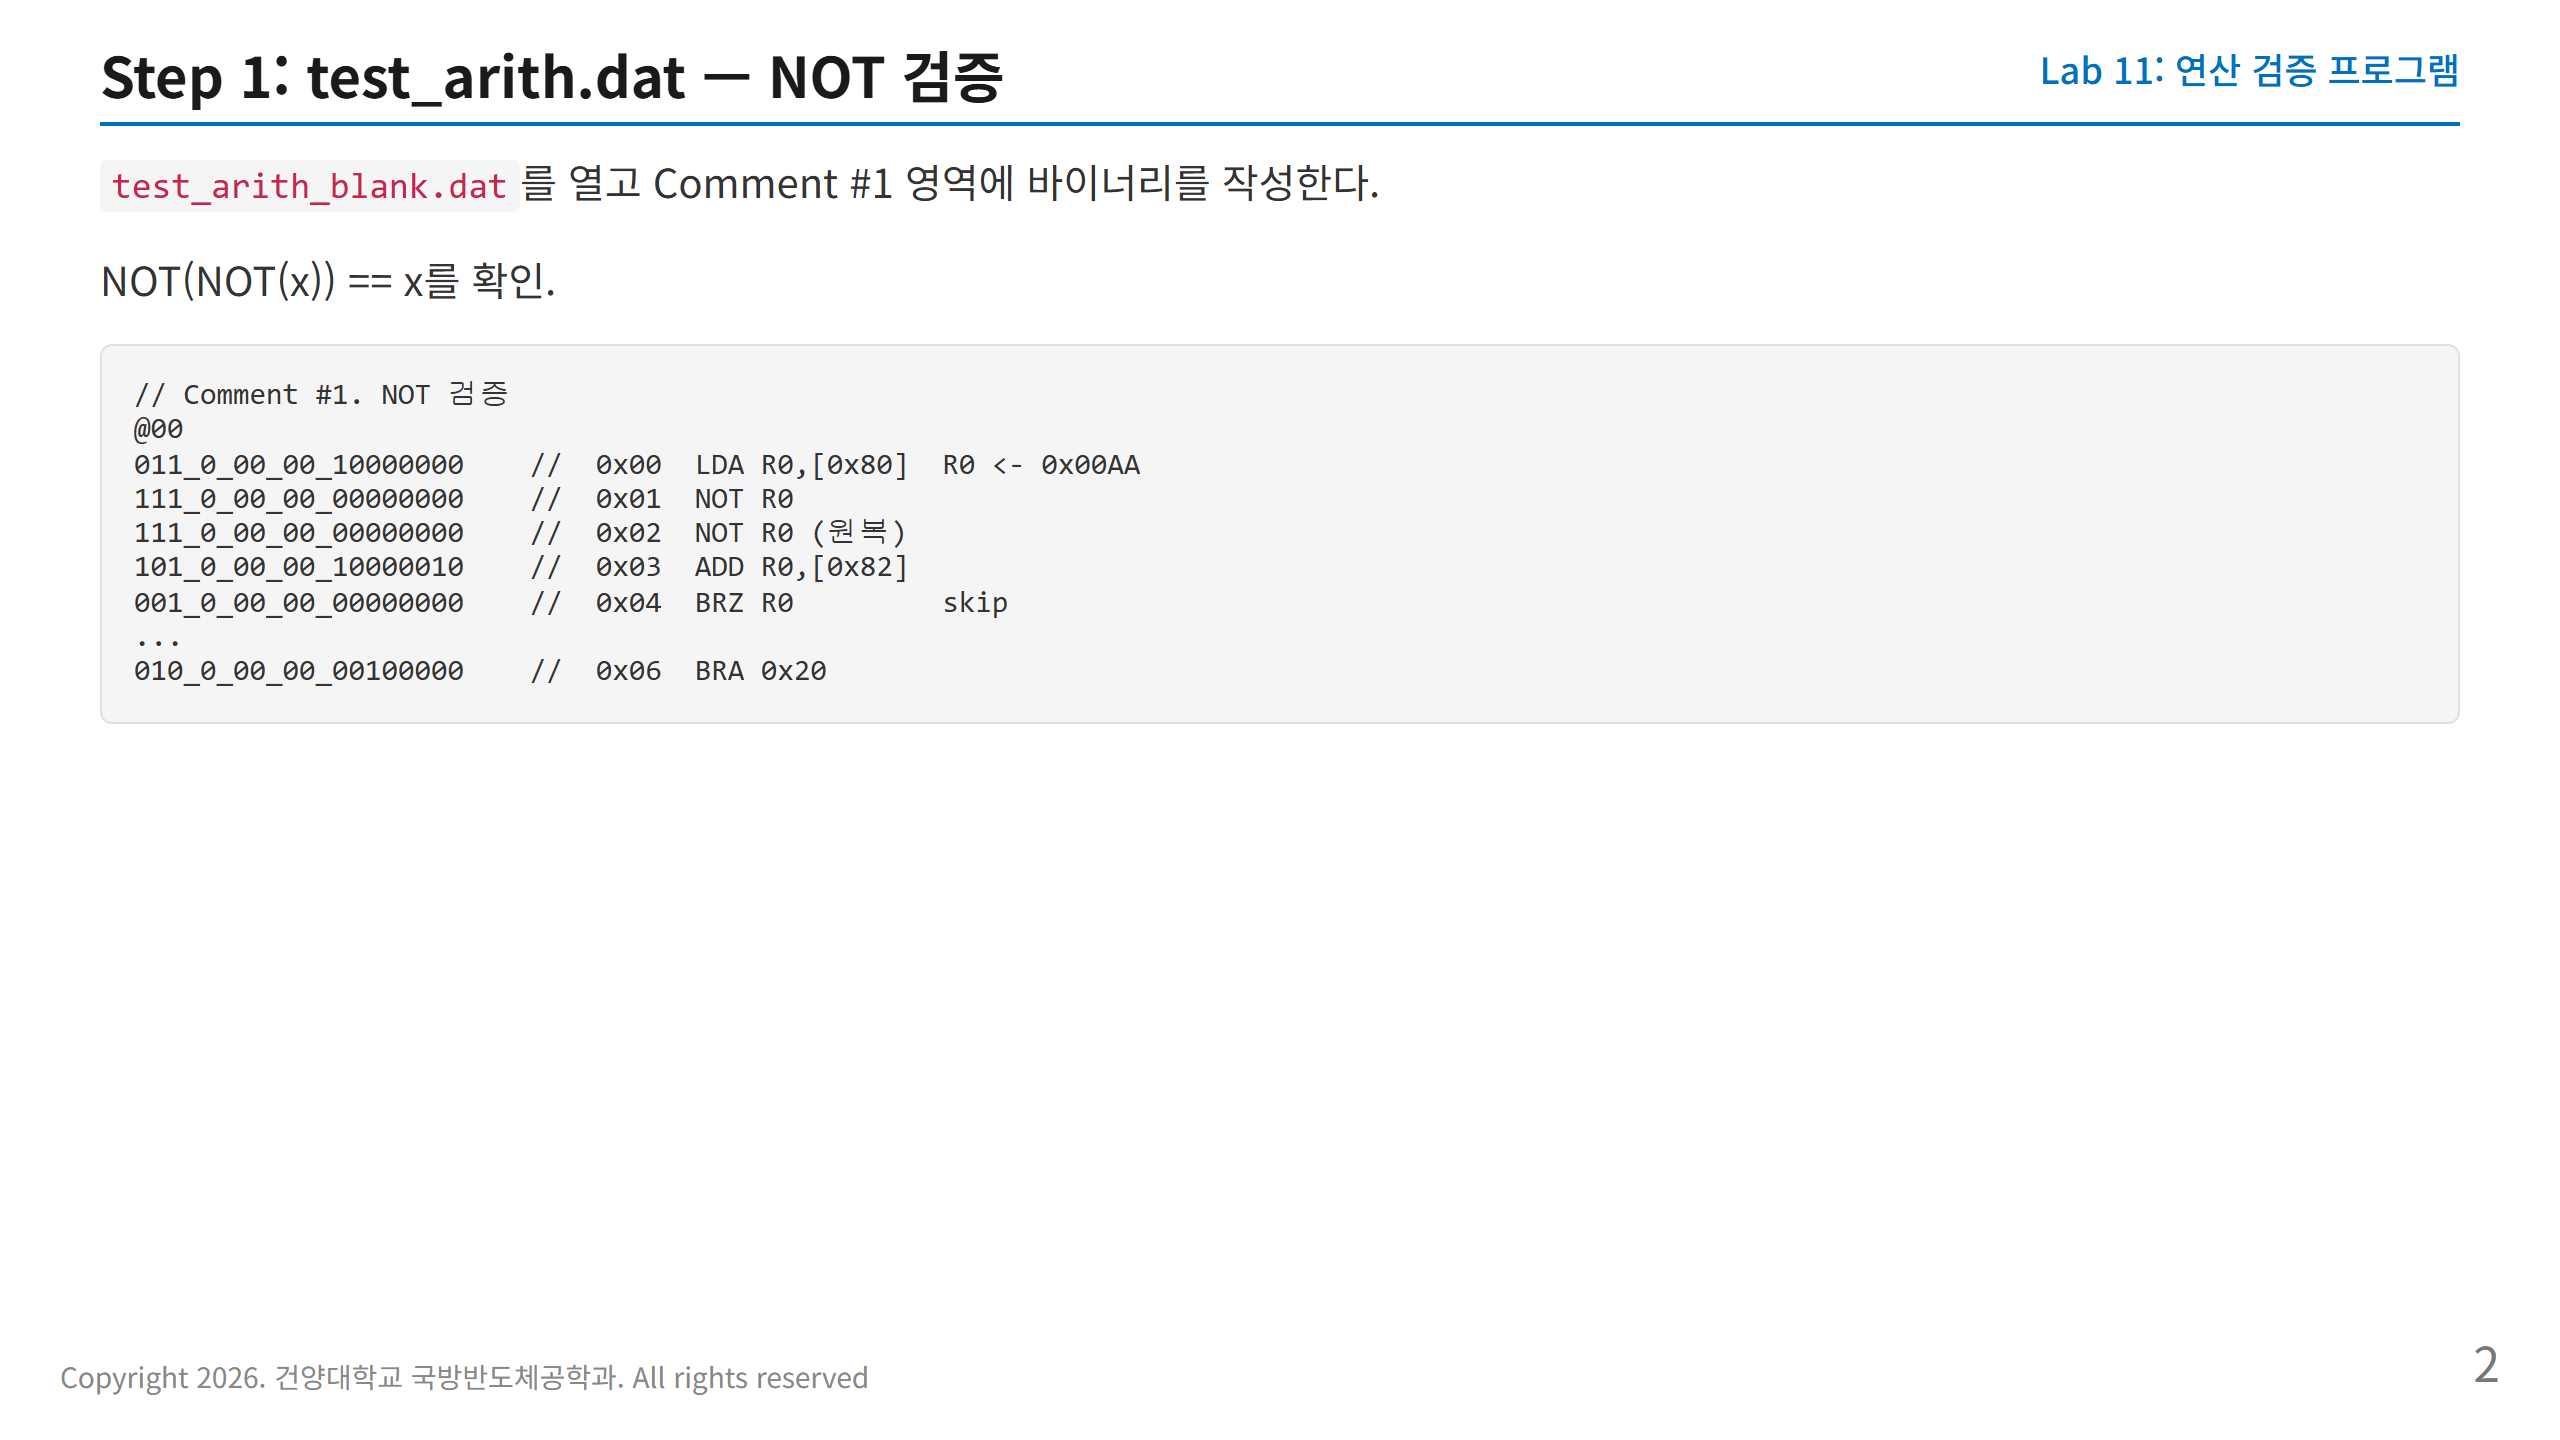 Step 1: test_arith.dat — NOT 검증
Lab 11: 연산 검증 프로그램
test_arith_blank.dat를 열고 Comment #1 영역에 바이너리를 작성한다.
NOT(NOT(x)) == x를 확인.
// Comment #1. NOT 검증
@00
011_0_00_00_10000000    //  0x00  LDA R0,[0x80]  R0 <- 0x00AA
111_0_00_00_00000000    //  0x01  NOT R0
111_0_00_00_00000000    //  0x02  NOT R0 (원복)
101_0_00_00_10000010    //  0x03  ADD R0,[0x82]
001_0_00_00_00000000    //  0x04  BRZ R0         skip
...
010_0_00_00_00100000    //  0x06  BRA 0x20
Copyright 2026. 건양대학교 국방반도체공학과. All rights reserved
2